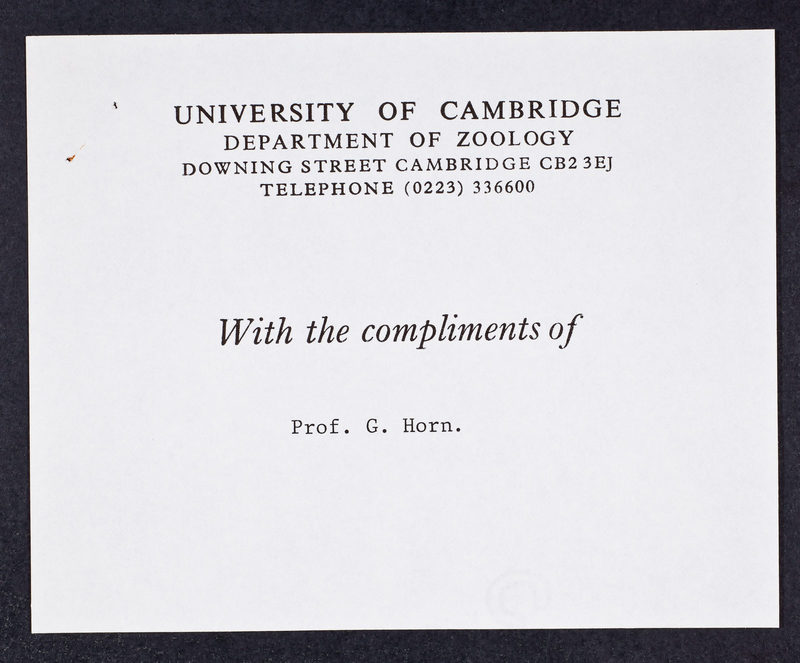 UNIVERSITY OF CAMBRIDGE
DEPARTMENT OF ZOOLOGY
DOWNING STREET CAMBRIDGE CB2 3EJ
TELEPHONE (0223) 336600
With the compliments of
Prof. G. Horn.